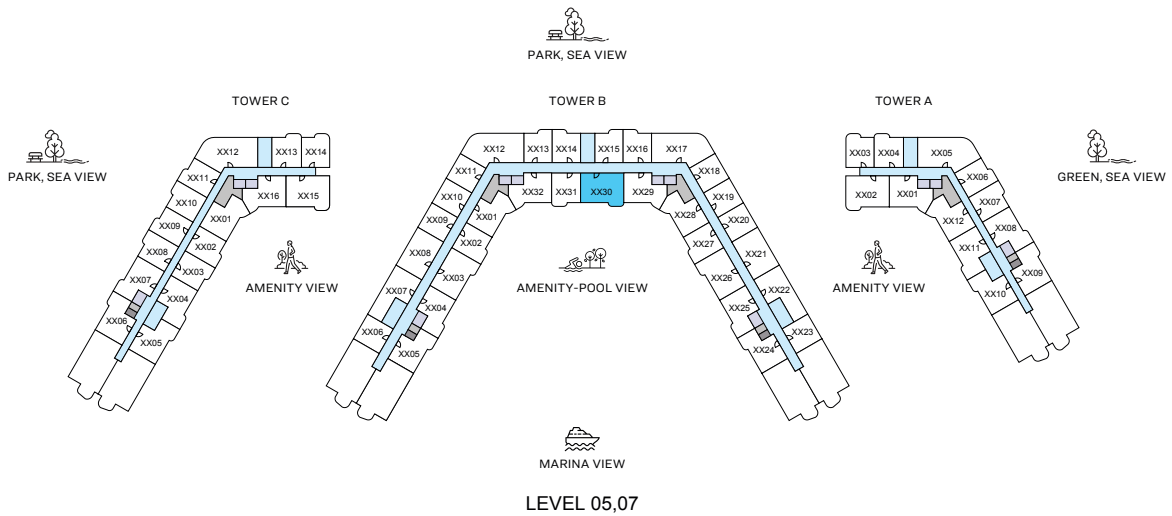 PARK, SEA VIEW
TOWER C
TOWER B
TOWER A
PARK, SEA VIEW
GREEN, SEA VIEW
XX12
XX13
XX14
XX11
XX10
XX09
XX08
XX07
XX06
XX01
XX16
XX15
XX02
XX03
XX04
XX05
AMENITY VIEW
XX12
XX13
XX14
XX15
XX16
XX17
XX11
XX10
XX09
XX08
XX07
XX06
XX32
XX31
XX30
XX29
XX01
XX02
XX03
XX04
XX05
XX18
XX19
XX20
XX21
XX22
XX23
XX28
XX27
XX26
XX25
XX24
AMENITY-POOL VIEW
AMENITY VIEW
XX03
XX04
XX05
XX02
XX01
XX06
XX07
XX08
XX09
XX12
XX11
XX10
MARINA VIEW
LEVEL 05,07